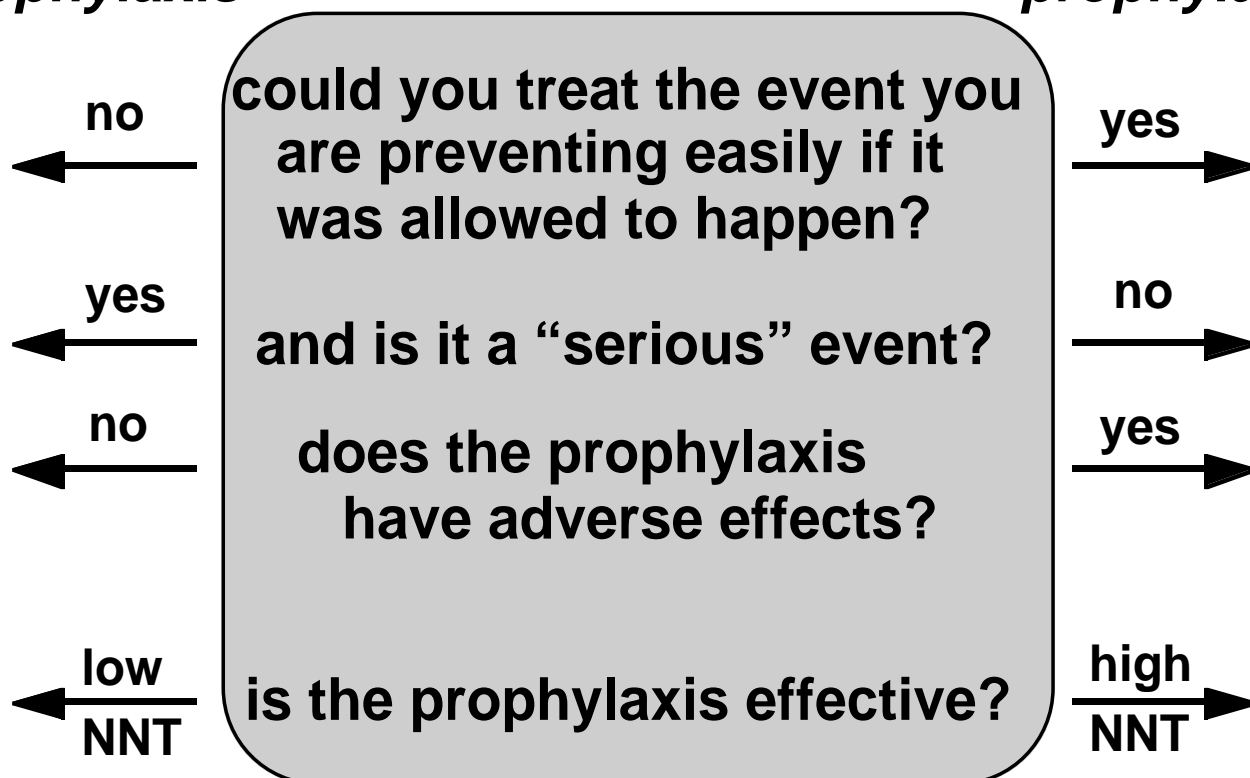 ophylaxis
prophyla
no
could you treat the event you
are preventing easily if it
was allowed to happen?
yes
yes
and is it a “serious” event?
no
no
does the prophylaxis
have adverse effects?
yes
low
NNT
is the prophylaxis effective?
high
NNT